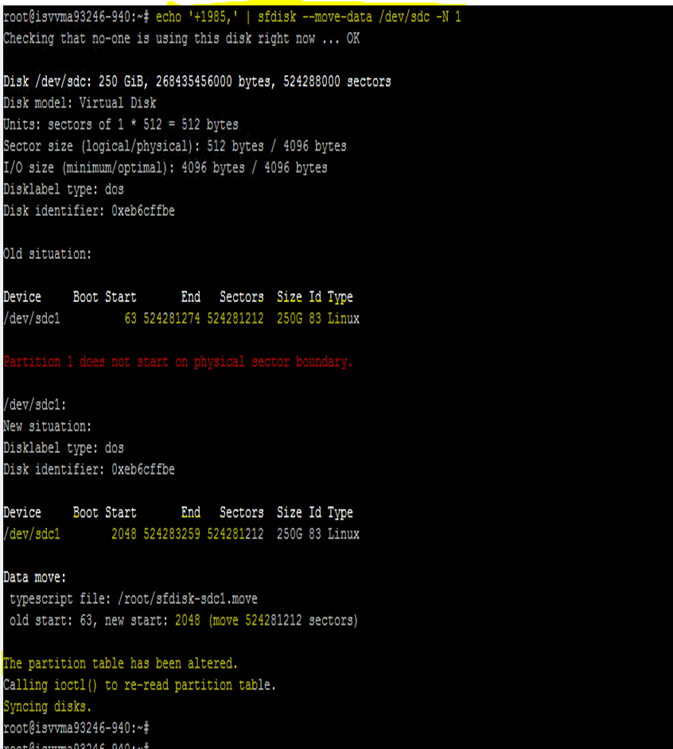 root@isvvma93246-940:~# echo '+1985,' | sfdisk --move-data /dev/sdc -N 1
Checking that no-one is using this disk right now ... OK
Disk /dev/sdc: 250 GiB, 268435456000 bytes, 524288000 sectors
Disk model: Virtual Disk
Units: sectors of 1 * 512 = 512 bytes
Sector size (logical/physical): 512 bytes / 4096 bytes
I/O size (minimum/optimal): 4096 bytes / 4096 bytes
Disklabel type: dos
Disk identifier: 0xeb6cffbe
Old situation:
Device     Boot Start       End   Sectors  Size Id Type
/dev/sdc1          63 524281274 524281212  250G 83 Linux
Partition 1 does not start on physical sector boundary.
/dev/sdc1:
New situation:
Disklabel type: dos
Disk identifier: 0xeb6cffbe
Device     Boot Start       End   Sectors  Size Id Type
/dev/sdc1        2048 524283259 524281212  250G 83 Linux
Data move:
 typescript file: /root/sfdisk-sdc1.move
 old start: 63, new start: 2048 (move 524281212 sectors)
The partition table has been altered.
Calling ioctl() to re-read partition table.
Syncing disks.
root@isvvma93246-940:~#
root@isvvma93246-940:~#